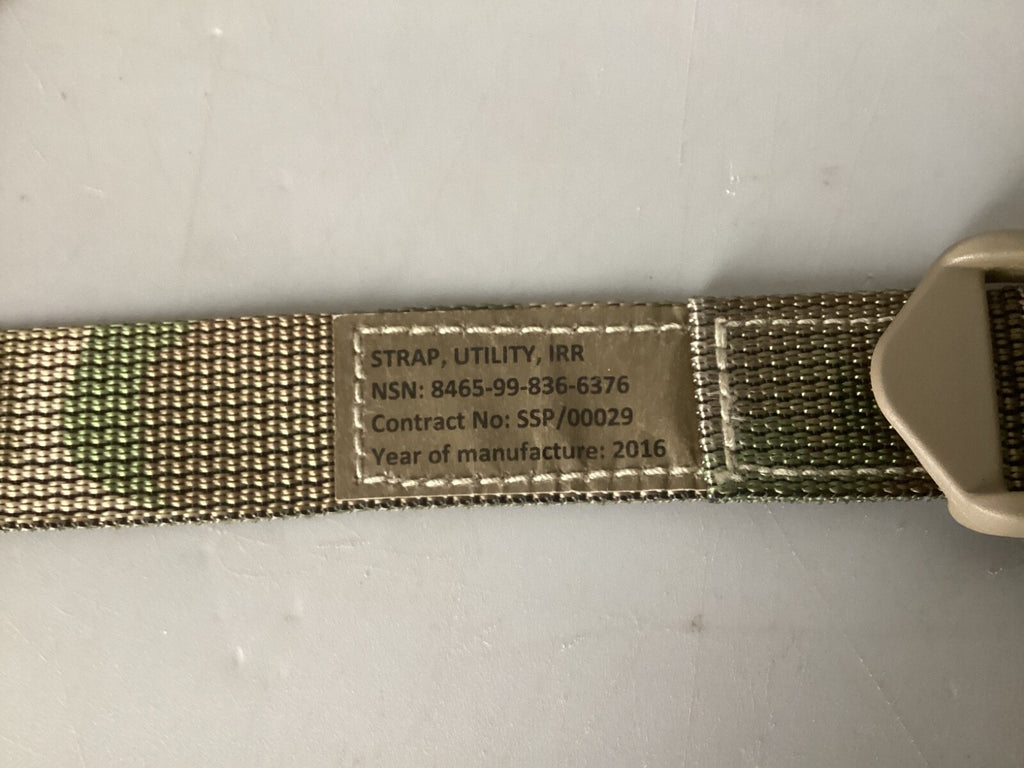 STRAP, UTILITY, IRR
NSN: 8465-99-836-6376
Contract No: SSP/00029
Year of manufacture: 2016